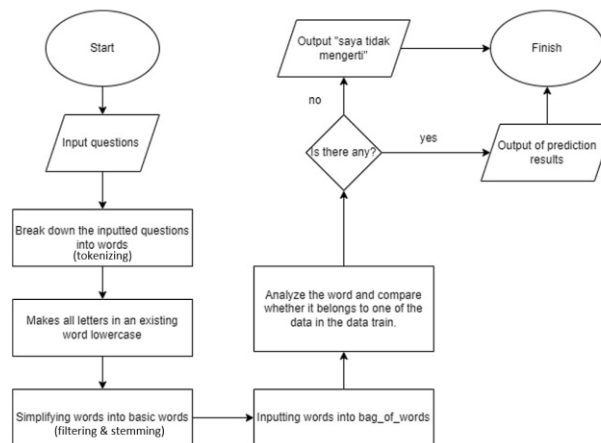 Start
Input questions
Break down the inputted questions
into words
(tokenizing)
Makes all letters in an existing
word lowercase
Simplifying words into basic words
(filtering & stemming)
Inputting words into bag_of_words
Analyze the word and compare
whether it belongs to one of the
data in the data train.
Is there any?
no
yes
Output "saya tidak
mengerti"
Output of prediction
results
Finish